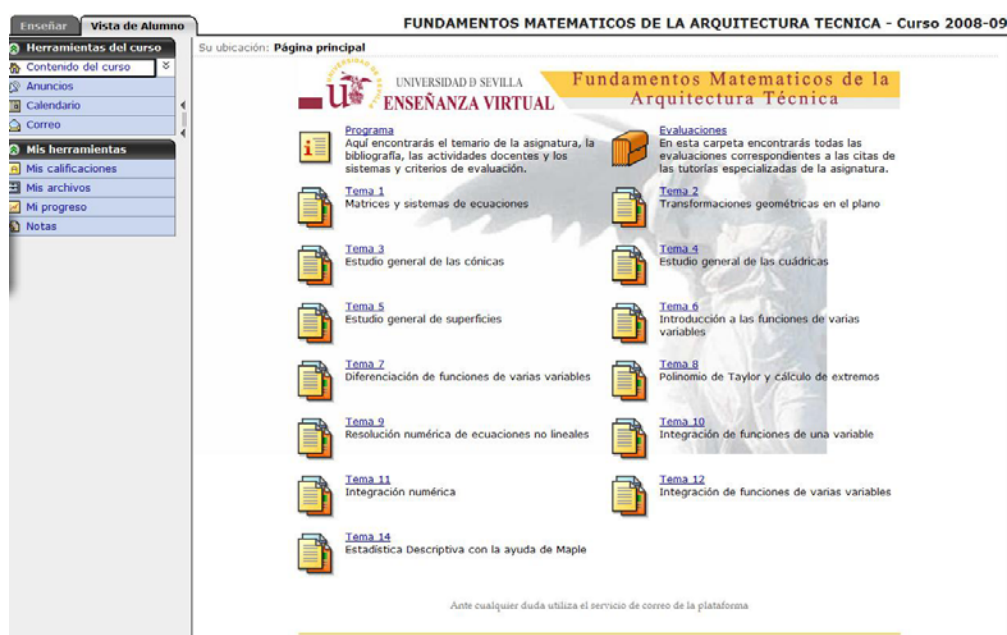 Enseñar
Vista de Alumno
FUNDAMENTOS MATEMATICOS DE LA ARQUITECTURA TECNICA - Curso 2008-09
Herramientas del curso
Contenido del curso
Anuncios
Calendario
Correo
Mis herramientas
Mis calificaciones
Mis archivos
Mi progreso
Notas
Su ubicación: Página principal
UNIVERSIDAD D SEVILLA
ENSEÑANZA VIRTUAL
Fundamentos Matematicos de la
Arquitectura Técnica
Programa
Aquí encontrarás el temario de la asignatura, la
bibliografía, las actividades docentes y los
sistemas y criterios de evaluación.
Evaluaciones
En esta carpeta encontrarás todas las
evaluaciones correspondientes a las citas de
las tutorías especializadas de la asignatura.
Tema 1
Matrices y sistemas de ecuaciones
Tema 2
Transformaciones geométricas en el plano
Tema 3
Estudio general de las cónicas
Tema 4
Estudio general de las cuádricas
Tema 5
Estudio general de superficies
Tema 6
Introducción a las funciones de varias
variables
Tema 7
Diferenciación de funciones de varias variables
Tema 8
Polinomio de Taylor y cálculo de extremos
Tema 9
Resolución numérica de ecuaciones no lineales
Tema 10
Integración de funciones de una variable
Tema 11
Integración numérica
Tema 12
Integración de funciones de varias variables
Tema 14
Estadística Descriptiva con la ayuda de Maple
Ante cualquier duda utiliza el servicio de correo de la plataforma